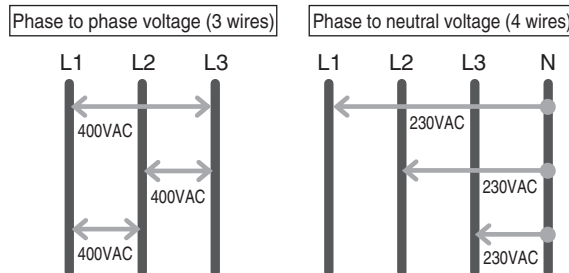 Phase to phase voltage (3 wires)
L1 L2 L3
400VAC
400VAC
400VAC
Phase to neutral voltage (4 wires)
L1 L2 L3 N
230VAC
230VAC
230VAC